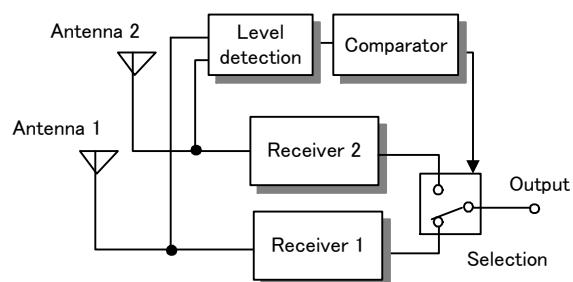 Antenna 2
Level
detection
Comparator
Antenna 1
Receiver 2
Output
Receiver 1
Selection